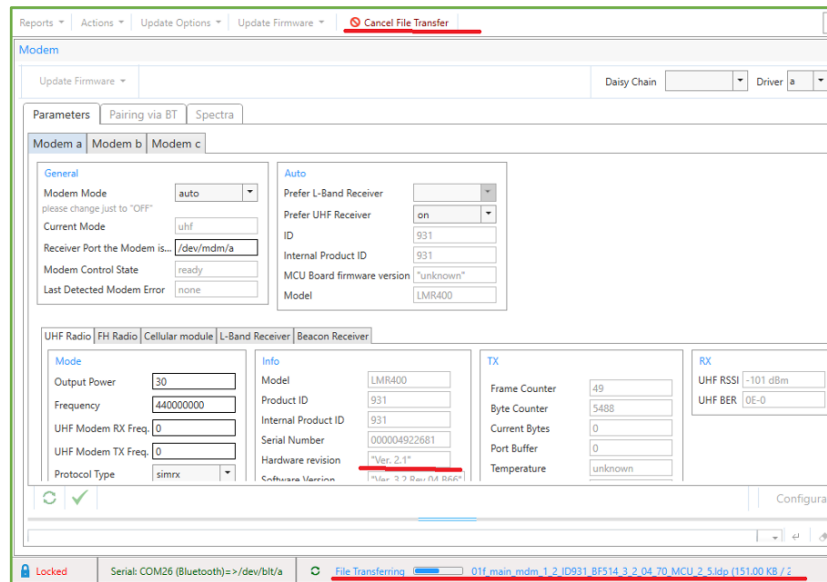 Reports Actions Update Options Update Firmware Cancel File Transfer
Modem
Update Firmware Daisy Chain Driver a
Parameters Pairing via BT Spectra
Modem a Modem b Modem c
General
Modem Mode auto
please change just to "OFF"
Current Mode uhf
Receiver Port the Modem is... /dev/mdm/a
Modem Control State ready
Last Detected Modem Error none
Auto
Prefer L-Band Receiver
Prefer UHF Receiver on
ID 931
Internal Product ID 931
MCU Board firmware version "unknown"
Model LMR400
UHF Radio FH Radio Cellular module L-Band Receiver Beacon Receiver
Mode
Output Power 30
Frequency 440000000
UHF Modem RX Freq. 0
UHF Modem TX Freq. 0
Protocol Type simrx
Info
Model LMR400
Product ID 931
Internal Product ID 931
Serial Number 000004922681
Hardware revision "Ver. 2.1"
Software Version "Ver. 3.2 Rev 04 B66"
TX
Frame Counter 49
Byte Counter 5488
Current Bytes 0
Port Buffer 0
Temperature unknown
RX
UHF RSSI -101 dBm
UHF BER 0E-0
Configura
Locked Serial: COM26 (Bluetooth)=>/dev/blt/a File Transferring 01f_main_mdm_1_2_ID931_BF514_3_2_04_70_MCU_2_5.ldp (151.00 KB / 2